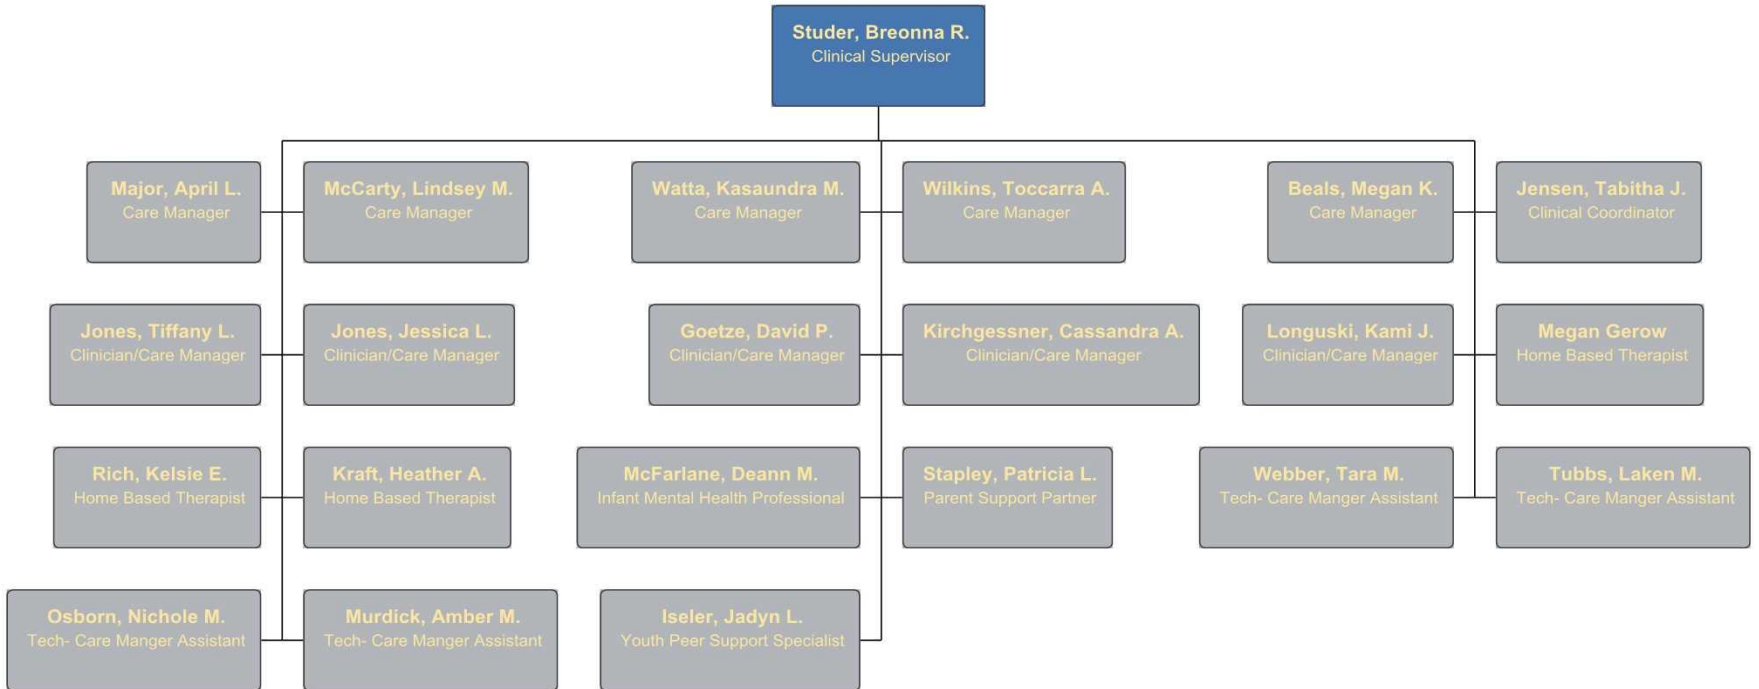 Studer, Breonna R.
Clinical Supervisor
Major, April L.
Care Manager
McCarty, Lindsey M.
Care Manager
Watta, Kasaundra M.
Care Manager
Wilkins, Toccarra A.
Care Manager
Beals, Megan K.
Care Manager
Jensen, Tabitha J.
Clinical Coordinator
Jones, Tiffany L.
Clinician/Care Manager
Jones, Jessica L.
Clinician/Care Manager
Goetze, David P.
Clinician/Care Manager
Kirchgessner, Cassandra A.
Clinician/Care Manager
Longuski, Kami J.
Clinician/Care Manager
Megan Gerow
Home Based Therapist
Rich, Kelsie E.
Home Based Therapist
Kraft, Heather A.
Home Based Therapist
McFarlane, Deann M.
Infant Mental Health Professional
Stapley, Patricia L.
Parent Support Partner
Webber, Tara M.
Tech- Care Manger Assistant
Tubbs, Laken M.
Tech- Care Manger Assistant
Osborn, Nichole M.
Tech- Care Manger Assistant
Murdick, Amber M.
Tech- Care Manger Assistant
Iseler, Jadyn L.
Youth Peer Support Specialist